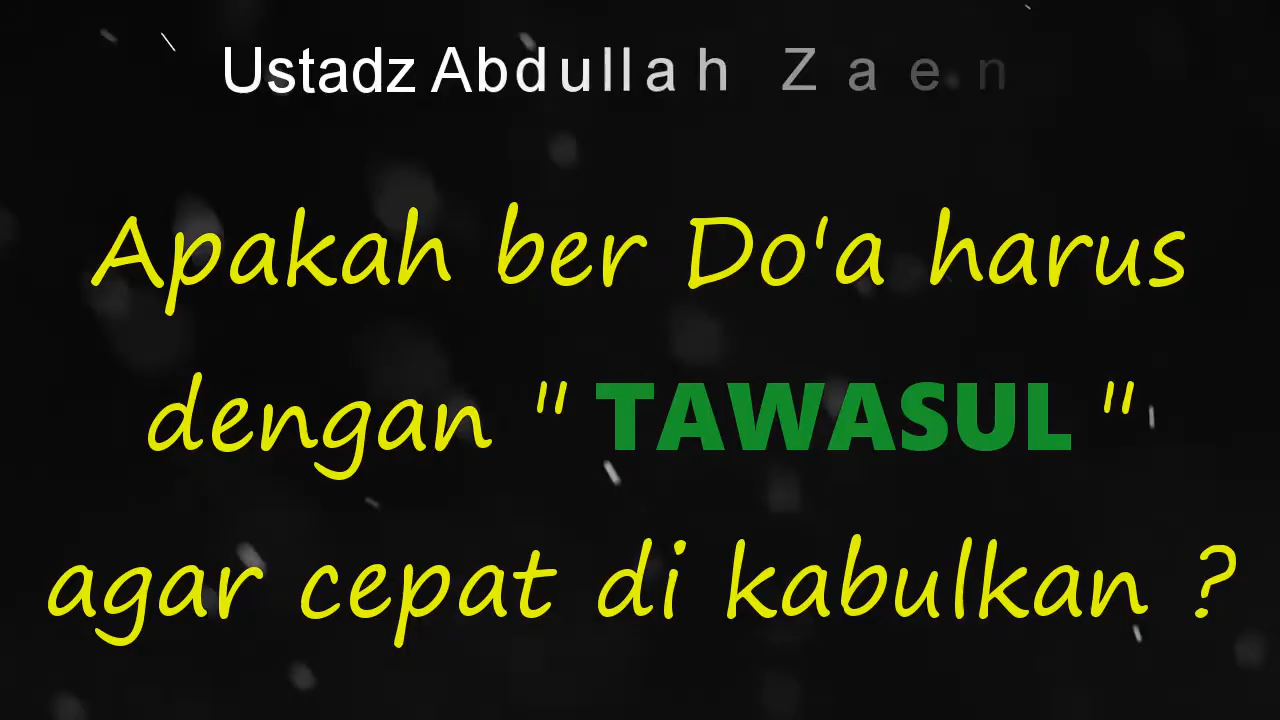 Ustadz Abdullah Zaen
Apakah ber Do'a harus
dengan " TAWASUL "
agar cepat di kabulkan ?